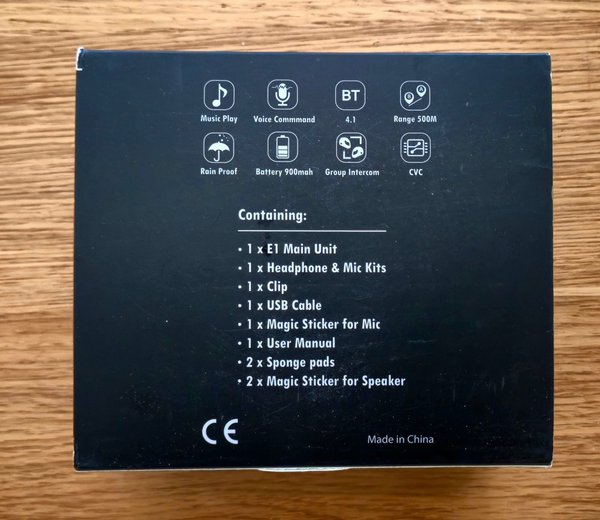 Music Play
Voice Commmand
BT
4.1
B A
Range 500M
Rain Proof
Battery 900mah
Group Intercom
CVC
Containing:
• 1 x E1 Main Unit
• 1 x Headphone & Mic Kits
• 1 x Clip
• 1 x USB Cable
• 1 x Magic Sticker for Mic
• 1 x User Manual
• 2 x Sponge pads
• 2 x Magic Sticker for Speaker
CE
Made in China